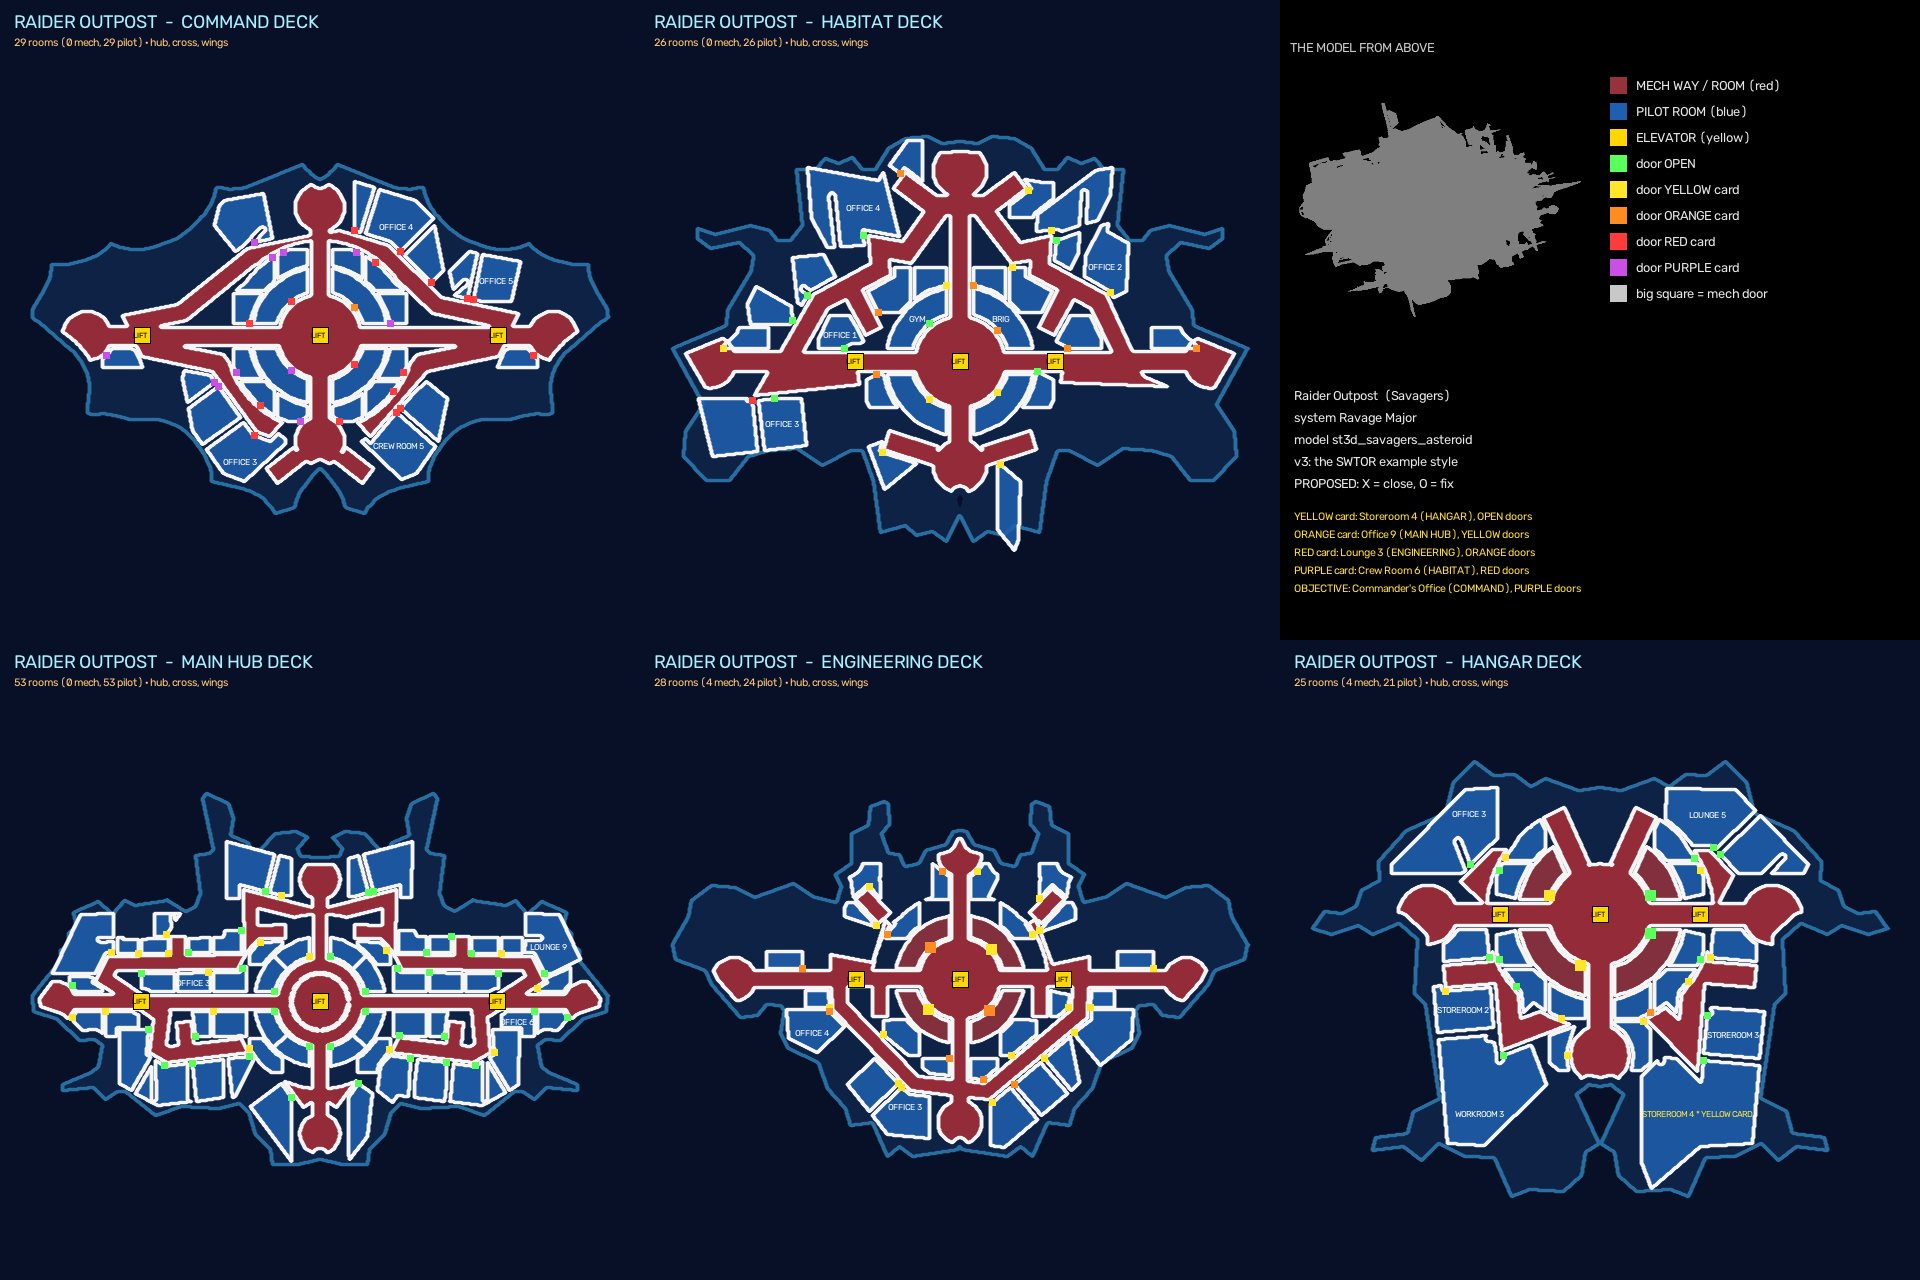 RAIDER OUTPOST - COMMAND DECK
29 rooms (0 mech, 29 pilot) • hub, cross, wings
OFFICE 4
OFFICE 5
LIFT
LIFT
LIFT
CREW ROOM 5
OFFICE 3
RAIDER OUTPOST - HABITAT DECK
26 rooms (0 mech, 26 pilot) • hub, cross, wings
OFFICE 4
OFFICE 2
GYM
BRIG
OFFICE 1
LIFT
LIFT
LIFT
OFFICE 3
THE MODEL FROM ABOVE
MECH WAY / ROOM (red)
PILOT ROOM (blue)
ELEVATOR (yellow)
door OPEN
door YELLOW card
door ORANGE card
door RED card
door PURPLE card
big square = mech door
Raider Outpost (Savagers)
system Ravage Major
model st3d_savagers_asteroid
v3: the SWTOR example style
PROPOSED: X = close, O = fix
YELLOW card: Storeroom 4 (HANGAR), OPEN doors
ORANGE card: Office 9 (MAIN HUB), YELLOW doors
RED card: Lounge 3 (ENGINEERING), ORANGE doors
PURPLE card: Crew Room 6 (HABITAT), RED doors
OBJECTIVE: Commander's Office (COMMAND), PURPLE doors
RAIDER OUTPOST - MAIN HUB DECK
53 rooms (0 mech, 53 pilot) • hub, cross, wings
LOUNGE 9
OFFICE 3
LIFT
LIFT
LIFT
OFFICE 6
RAIDER OUTPOST - ENGINEERING DECK
28 rooms (4 mech, 24 pilot) • hub, cross, wings
LIFT
LIFT
LIFT
OFFICE 4
OFFICE 3
RAIDER OUTPOST - HANGAR DECK
25 rooms (4 mech, 21 pilot) • hub, cross, wings
OFFICE 3
LOUNGE 5
LIFT
LIFT
LIFT
STOREROOM 2
STOREROOM 3
WORKROOM 3
STOREROOM 4 * YELLOW CARD